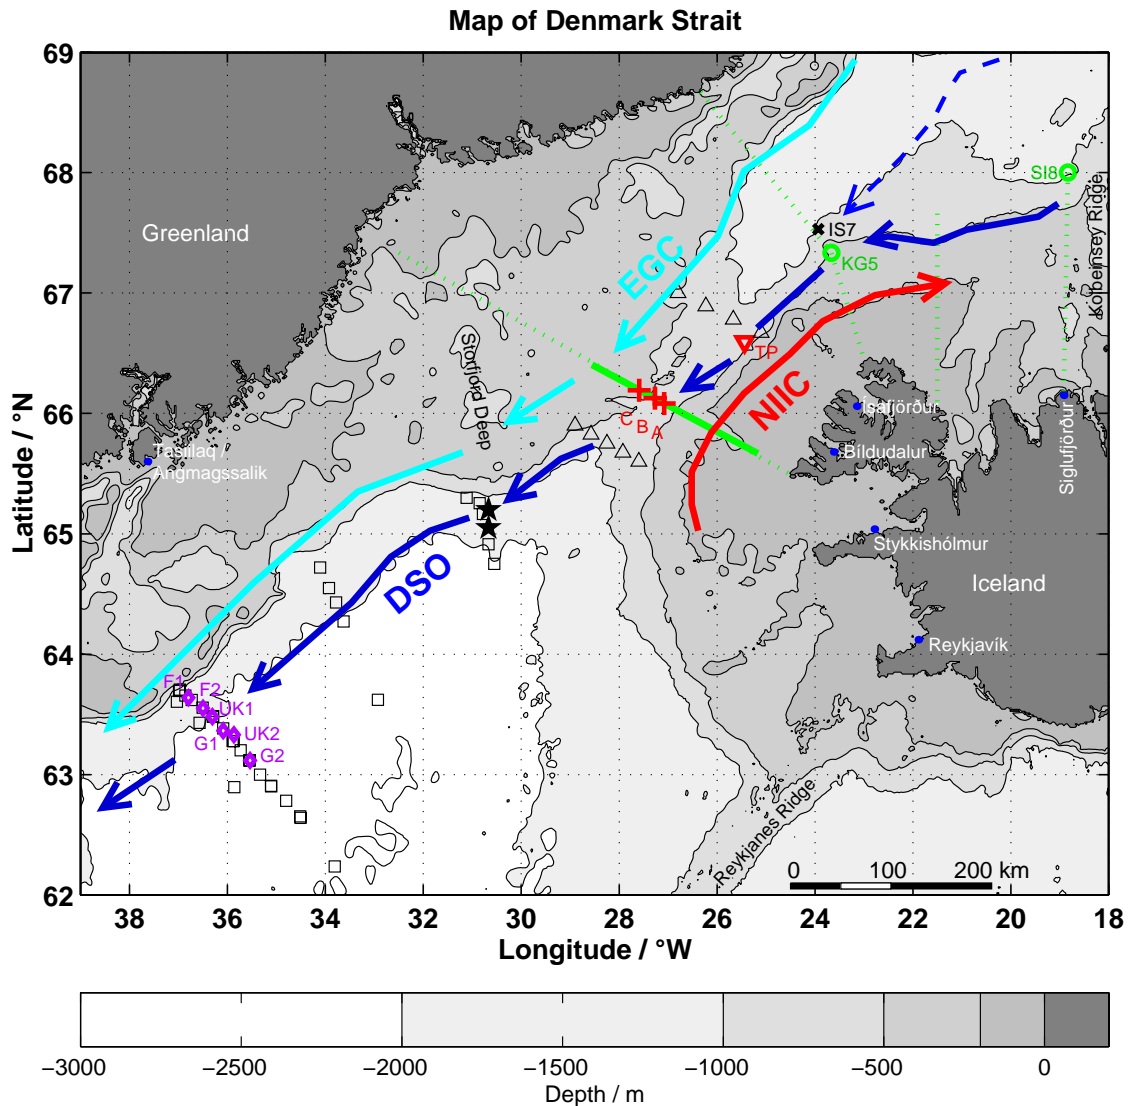 Map of Denmark Strait
69
68
67
66
65
64
63
62
Latitude / °N
Greenland
SI8
IS7
KG5
Kolbeinsey Ridge
EGC
TP
Storfjord Deep
NIIC
C
B
A
Ísafjörður
Bíldudalur
Siglufjörður
Tasiilaq /
Angmagssalik
Stykkishólmur
DSO
Iceland
Reykjavík
F1
F2
UK1
G1
UK2
G2
Reykjanes Ridge
0 100 200 km
38 36 34 32 30 28 26 24 22 20 18
Longitude / °W
−3000 −2500 −2000 −1500 −1000 −500 0
Depth / m